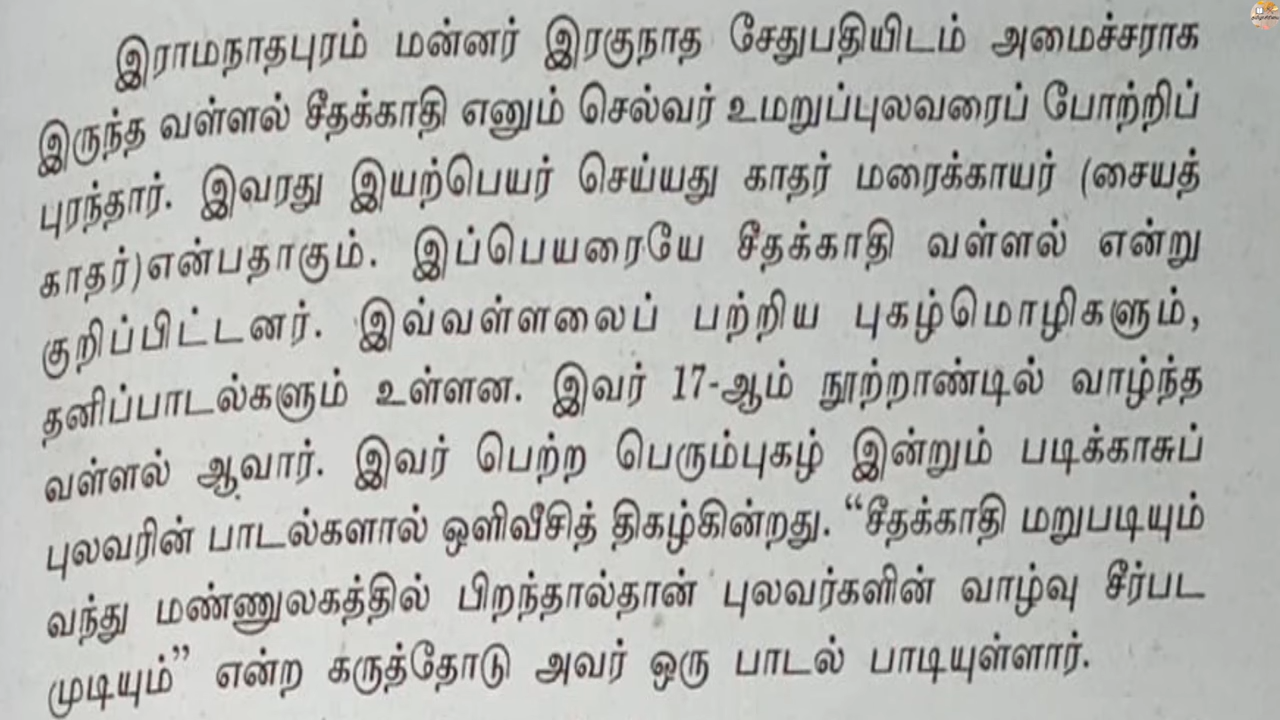 இராமநாதபுரம் மன்னர் இரகுநாத சேதுபதியிடம் அமைச்சராக
இருந்த வள்ளல் சீதக்காதி எனும் செல்வர் உமறுப்புலவரைப் போற்றிப்
புரந்தார். இவரது இயற்பெயர் செய்யது காதர் மரைக்காயர் (சையத்
காதர்)என்பதாகும். இப்பெயரையே சீதக்காதி வள்ளல் என்று
குறிப்பிட்டனர். இவ்வள்ளலைப் பற்றிய புகழ்மொழிகளும்,
தனிப்பாடல்களும் உள்ளன. இவர் 17-ஆம் நூற்றாண்டில் வாழ்ந்த
வள்ளல் ஆவார். இவர் பெற்ற பெரும்புகழ் இன்றும் படிக்காசுப்
புலவரின் பாடல்களால் ஒளிவீசித் திகழ்கின்றது. “சீதக்காதி மறுபடியும்
வந்து மண்ணுலகத்தில் பிறந்தால்தான் புலவர்களின் வாழ்வு சீர்பட
முடியும்” என்ற கருத்தோடு அவர் ஒரு பாடல் பாடியுள்ளார்.